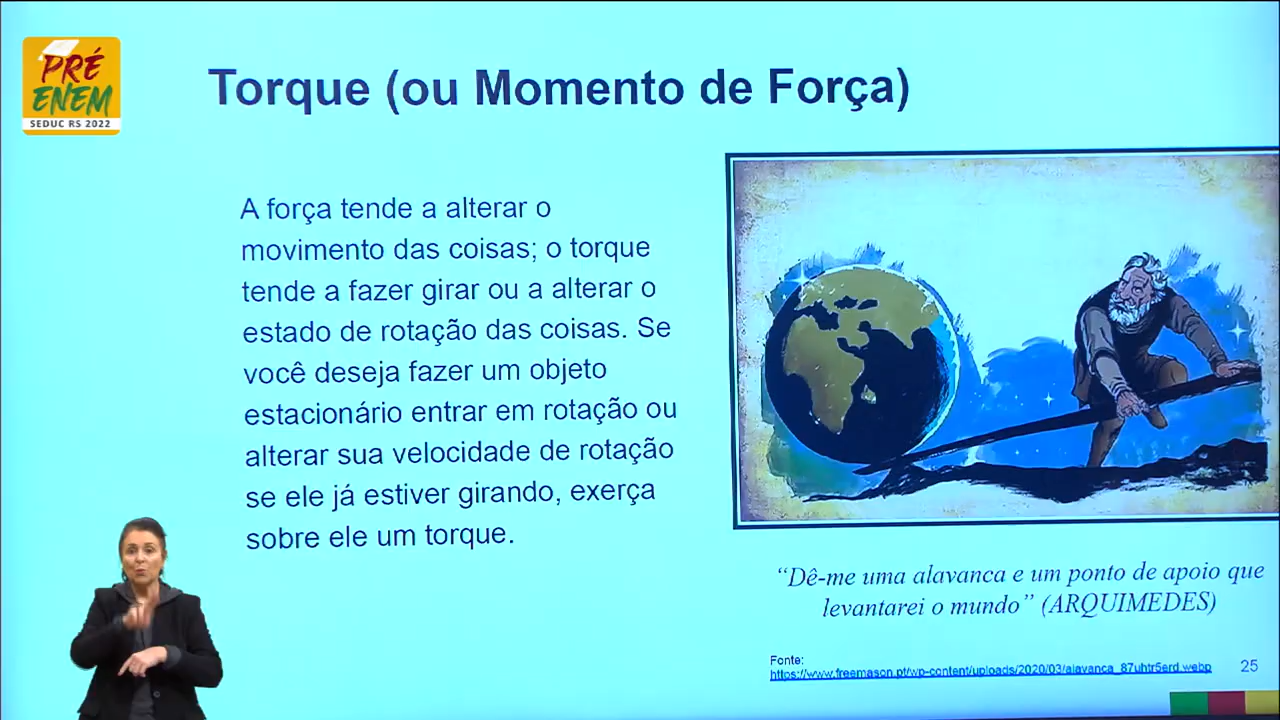 PRÉ
ENEM
SEDUC RS 2022
Torque (ou Momento de Força)
A força tende a alterar o
movimento das coisas; o torque
tende a fazer girar ou a alterar o
estado de rotação das coisas. Se
você deseja fazer um objeto
estacionário entrar em rotação ou
alterar sua velocidade de rotação
se ele já estiver girando, exerça
sobre ele um torque.
“Dê-me uma alavanca e um ponto de apoio que
levantarei o mundo” (ARQUIMEDES)
Fonte:
https://www.freemason.pt/wp-content/uploads/2020/03/alavanca_87uhtr5erd.webp
25